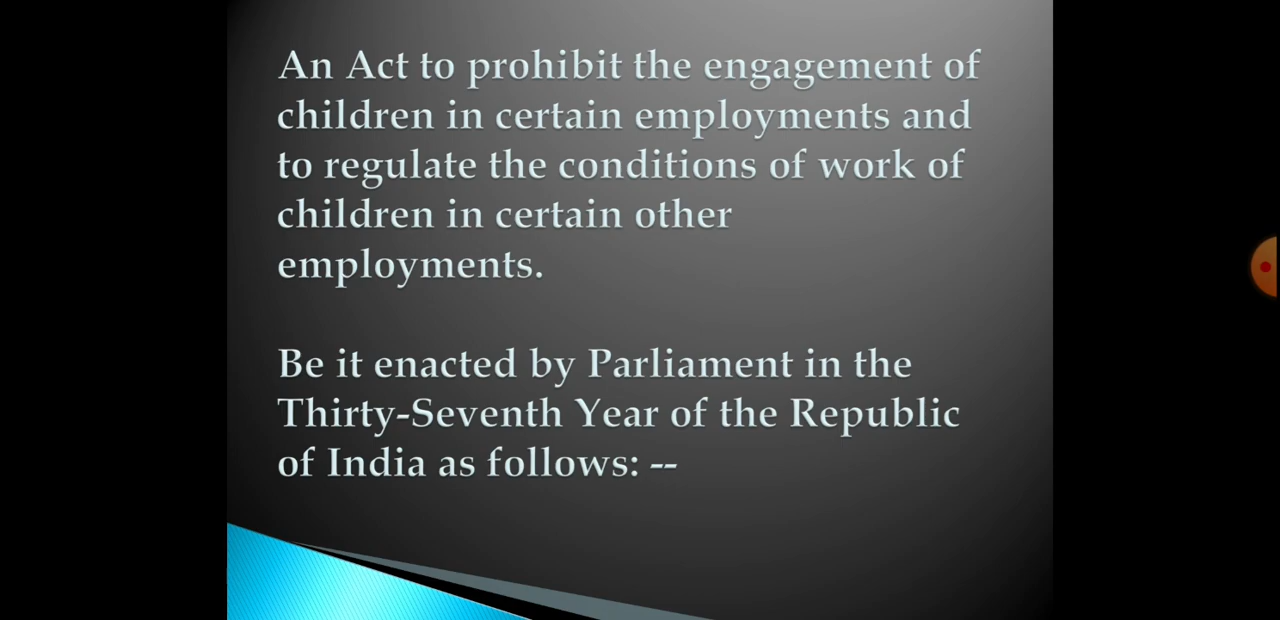 An Act to prohibit the engagement of
children in certain employments and
to regulate the conditions of work of
children in certain other
employments.
Be it enacted by Parliament in the
Thirty-Seventh Year of the Republic
of India as follows: --